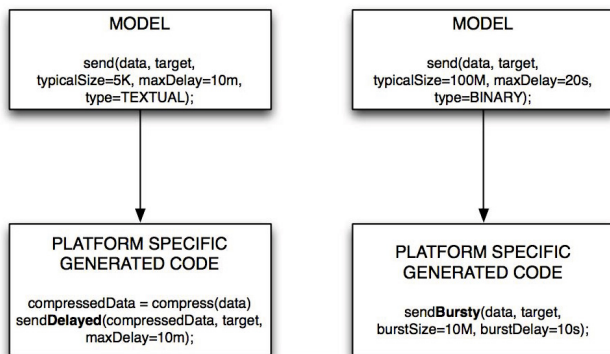 MODEL
send(data, target,
typicalSize=5K, maxDelay=10m,
type=TEXTUAL);
PLATFORM SPECIFIC
GENERATED CODE
compressedData = compress(data)
sendDelayed(compressedData, target,
maxDelay=10m);
MODEL
send(data, target,
typicalSize=100M, maxDelay=20s,
type=BINARY);
PLATFORM SPECIFIC
GENERATED CODE
sendBursty(data, target,
burstSize=10M, burstDelay=10s);